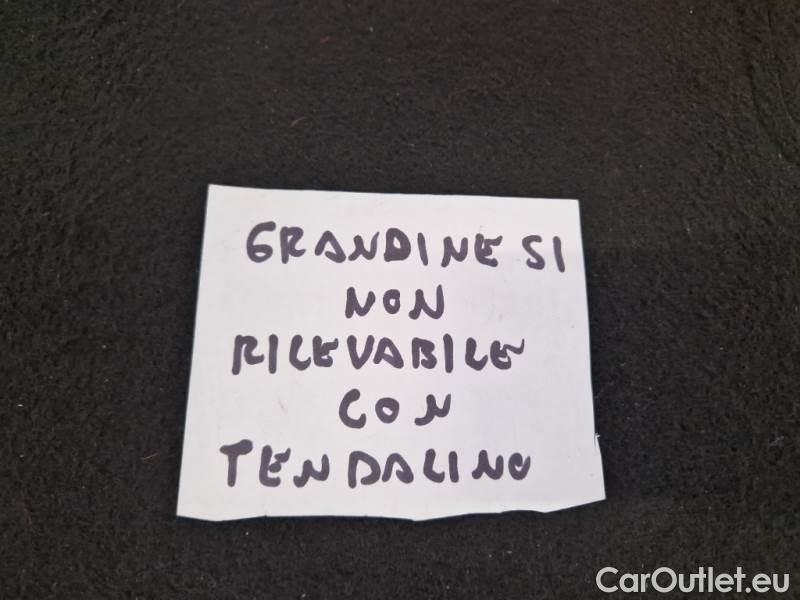 GRANDINE SI
NON
RILEVABILE
CON
TENDALINO
CarOutlet.eu